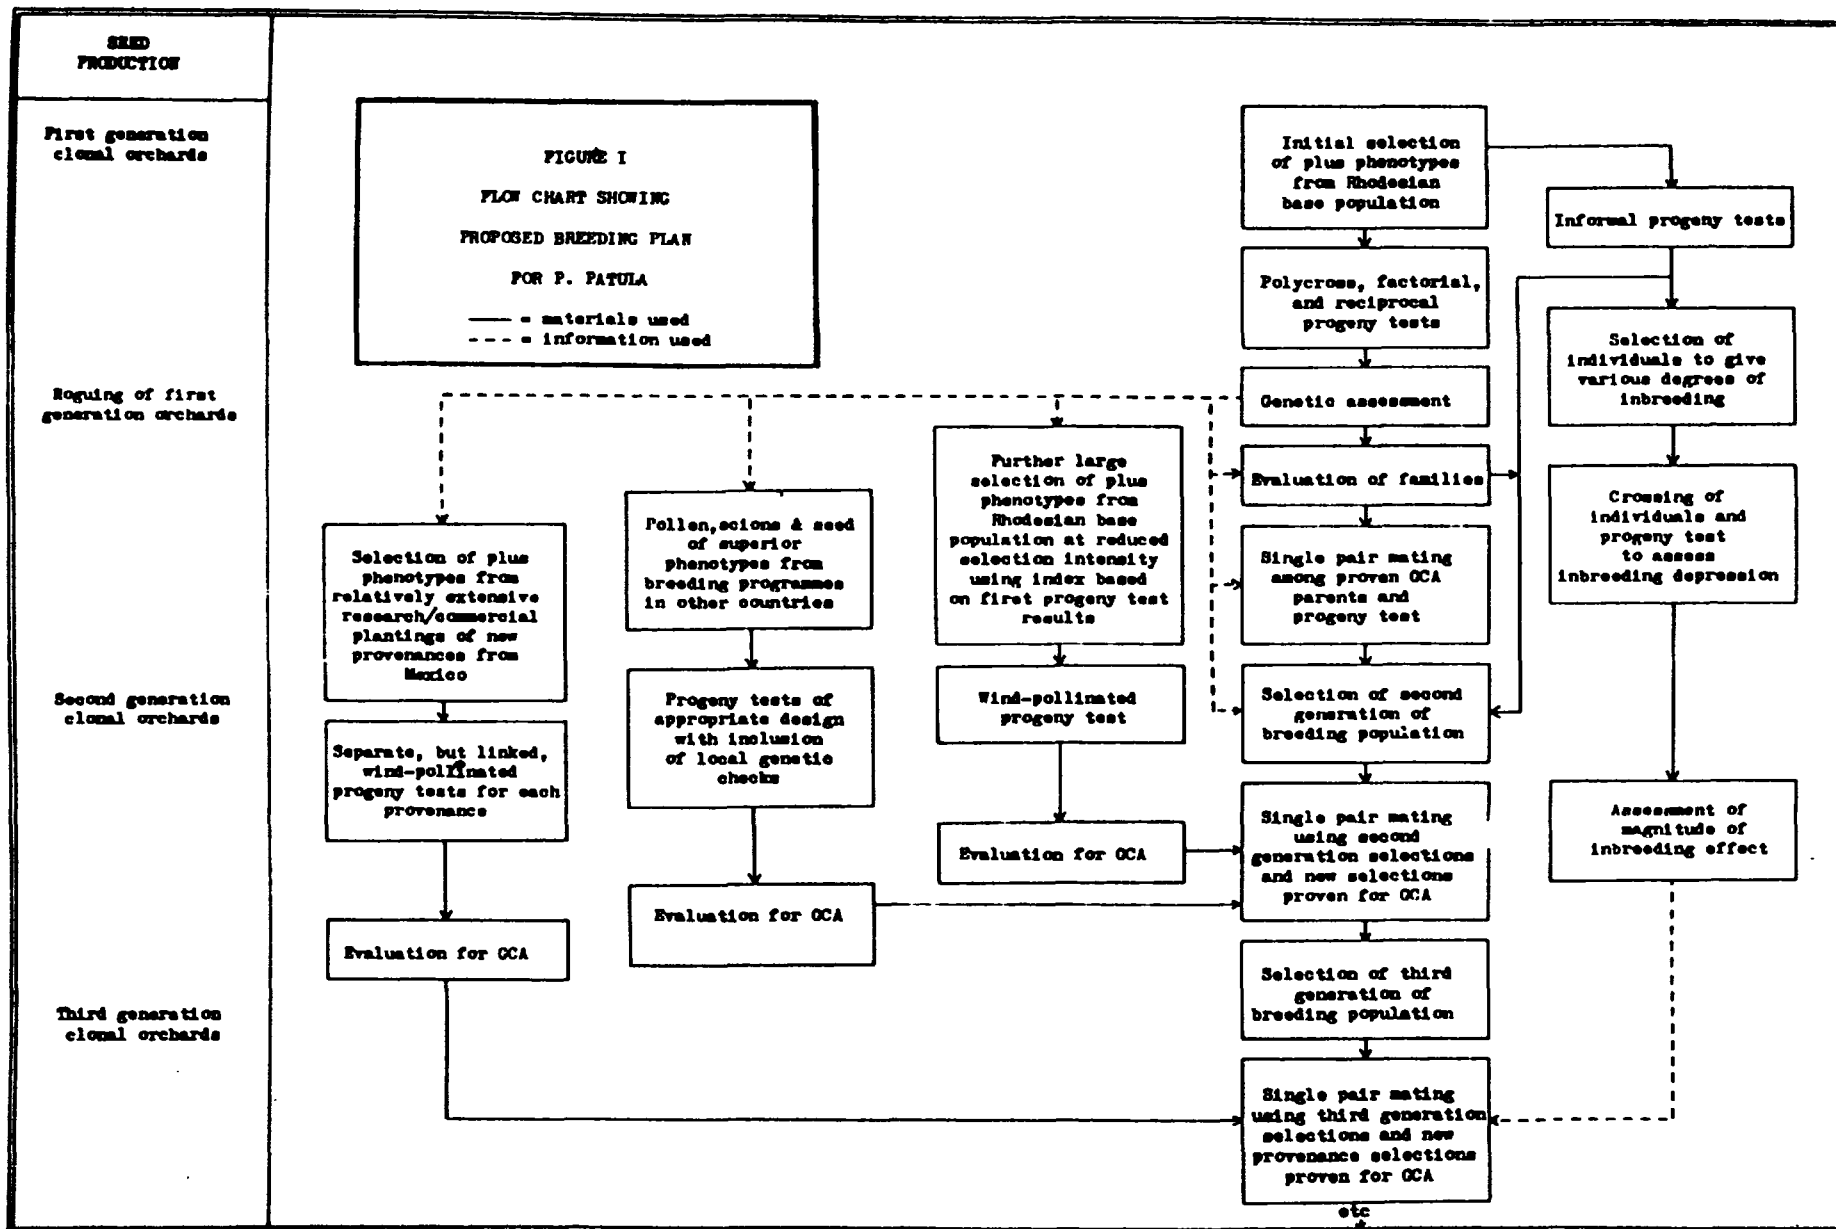 SEED
PRODUCTION
First generation
clonal orchards
Roguing of first
generation orchards
Second generation
clonal orchards
Third generation
clonal orchards
FIGURE I
FLOW CHART SHOWING
PROPOSED BREEDING PLAN
FOR P. PATULA
= materials used
= information used
Selection of plus
phenotypes from
relatively extensive
research/commercial
plantings of new
provenances from
Mexico
Separate, but linked,
wind-pollinated
progeny tests for each
provenance
Evaluation for GCA
Pollen, scions & seed
of superior
phenotypes from
breeding programmes
in other countries
Progeny tests of
appropriate design
with inclusion
of local genetic
checks
Evaluation for GCA
Further large
selection of plus
phenotypes from
Rhodesian base
population at reduced
selection intensity
using index based
on first progeny test
results
Wind-pollinated
progeny test
Evaluation for GCA
Initial selection
of plus phenotypes
from Rhodesian
base population
Polycross, factorial,
and reciprocal
progeny tests
Genetic assessment
Evaluation of families
Single pair mating
among proven GCA
parents and
progeny test
Selection of second
generation of
breeding population
Single pair mating
using second
generation selections
and new selections
proven for GCA
Selection of third
generation of
breeding population
Single pair mating
using third generation
selections and new
provenance selections
proven for GCA
etc
Informal progeny tests
Selection of
individuals to give
various degrees of
inbreeding
Crossing of
individuals and
progeny test
to assess
inbreeding depression
Assessment of
magnitude of
inbreeding effect